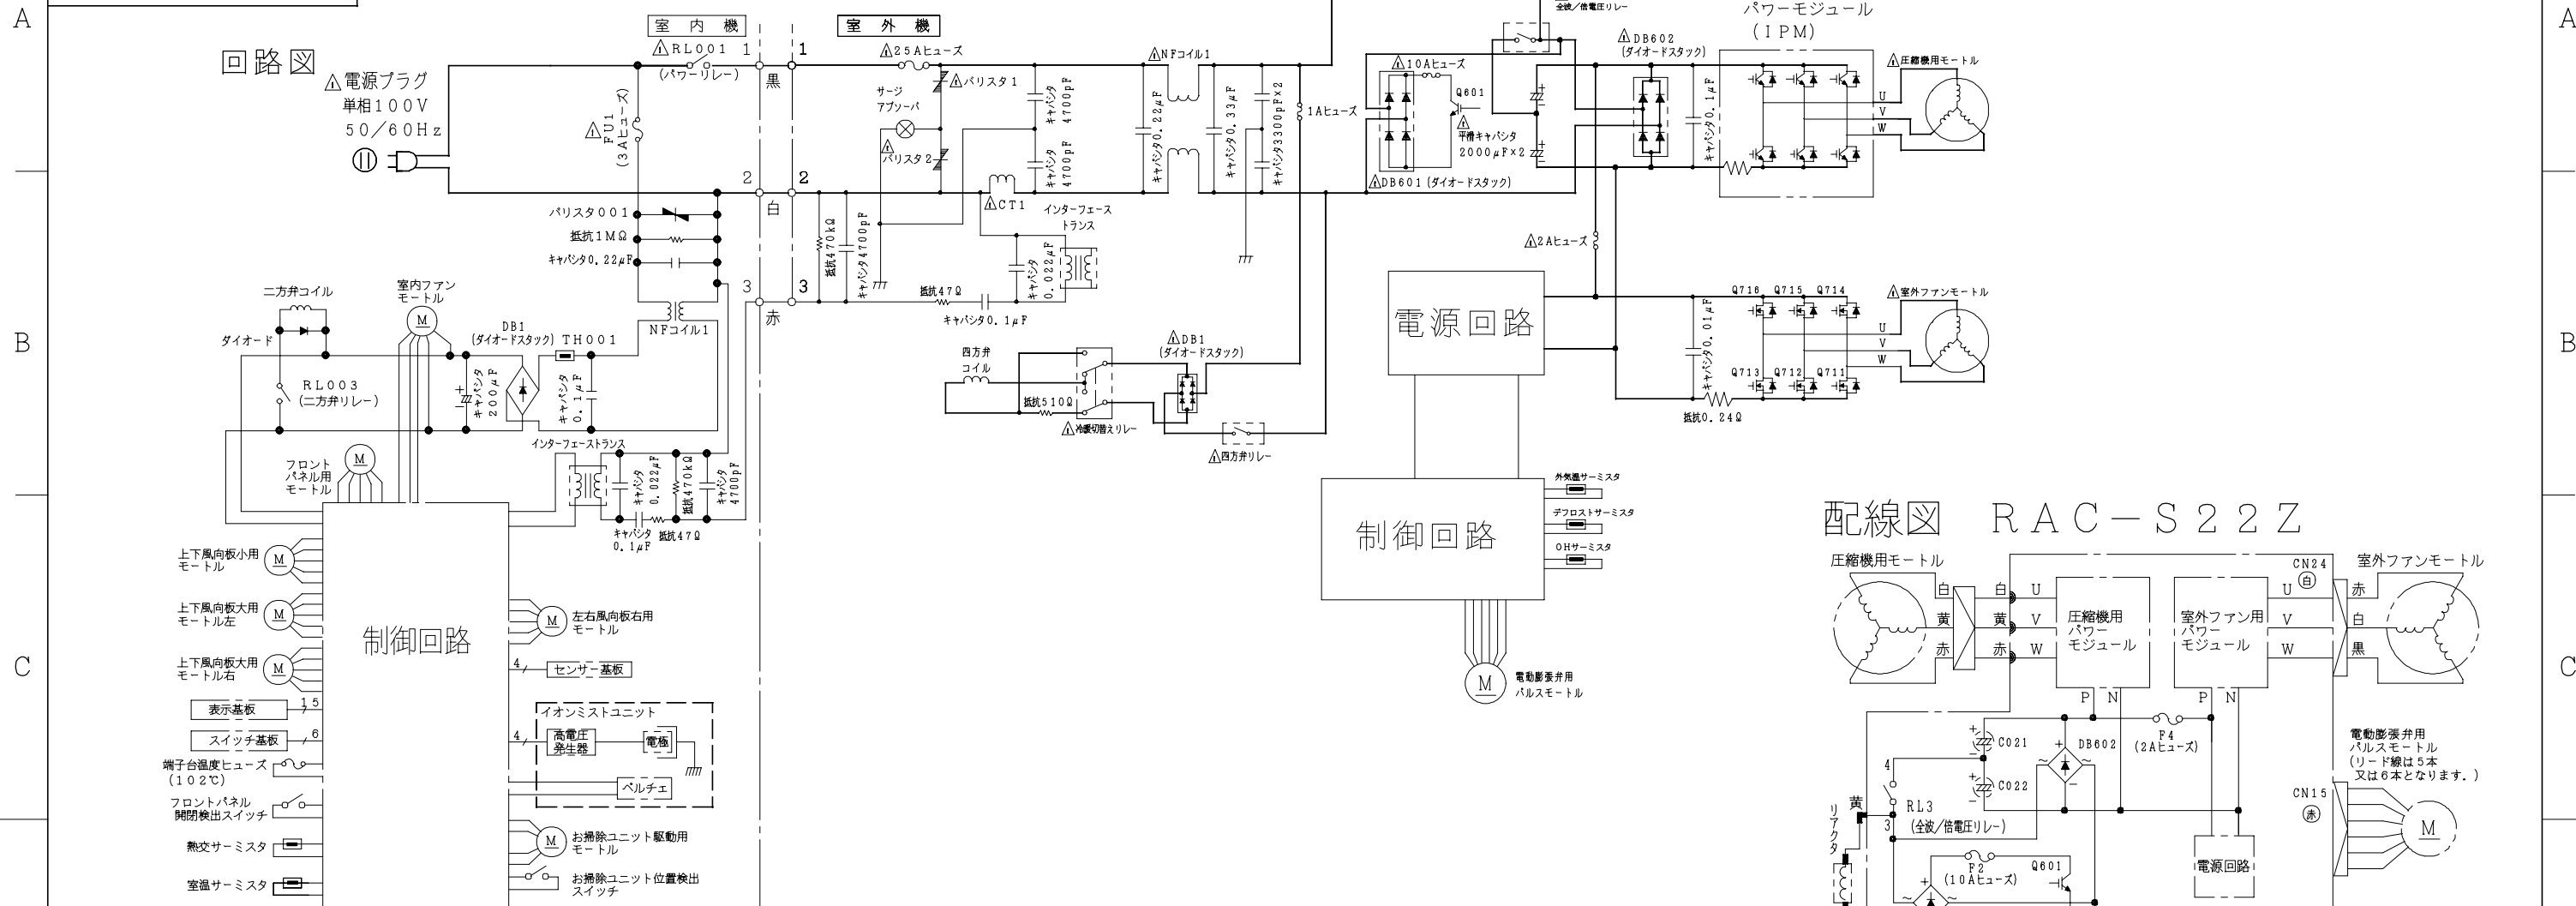 A
A
B
B
C
C
回路図
⚠電源プラグ
単相100V
50/60Hz
室内機
室外機
⚠RL001
(パワーリレー)
1
1
黒
2
2
白
3
3
赤
⚠FU1
(3Aヒューズ)
⚠25Aヒューズ
⚠バリスタ1
サージ
アブソーバ
⚠
バリスタ2
キャパシタ
4700pF
キャパシタ
4700pF
⚠CT1
キャパシタ0.22μF
⚠NFコイル1
キャパシタ0.33μF
キャパシタ3300pF×2
1Aヒューズ
バリスタ001
抵抗1MΩ
キャパシタ0.22μF
NFコイル1
抵抗470kΩ
キャパシタ4700pF
抵抗47Ω
キャパシタ0.1μF
キャパシタ
0.022μF
インターフェース
トランス
全波/倍電圧リレー
⚠10Aヒューズ
Q601
⚠
平滑キャパシタ
2000μF×2
⚠DB601(ダイオードスタック)
⚠DB602
(ダイオードスタック)
キャパシタ0.1μF
パワーモジュール
(IPM)
⚠圧縮機用モートル
U
V
W
⚠2Aヒューズ
電源回路
キャパシタ0.01μF
Q716
Q715
Q714
Q713
Q712
Q711
抵抗0.24Ω
⚠室外ファンモートル
U
V
W
二方弁コイル
ダイオード
RL003
(二方弁リレー)
室内ファン
モートル
M
DB1
(ダイオードスタック)
TH001
キャパシタ
200μF
キャパシタ
0.1μF
四方弁
コイル
抵抗510Ω
⚠冷暖切替えリレー
⚠DB1
(ダイオードスタック)
⚠四方弁リレー
インターフェーストランス
キャパシタ
0.022μF
抵抗470kΩ
キャパシタ
4700pF
キャパシタ
0.1μF
抵抗47Ω
フロント
パネル用
モートル
M
制御回路
上下風向板小用
モートル
M
上下風向板大用
モートル左
M
上下風向板大用
モートル右
M
表示基板
15
スイッチ基板
6
端子台温度ヒューズ
(102℃)
フロントパネル
開閉検出スイッチ
熱交サーミスタ
室温サーミスタ
M
左右風向板右用
モートル
4
センサー基板
イオンミストユニット
4
高電圧
発生器
電極
ペルチェ
M
お掃除ユニット駆動用
モートル
お掃除ユニット位置検出
スイッチ
制御回路
外気温サーミスタ
デフロストサーミスタ
OHサーミスタ
M
電動膨張弁用
パルスモートル
配線図 RAC-S22Z
圧縮機用モートル
白
黄
赤
白
黄
赤
U
V
W
圧縮機用
パワー
モジュール
P
N
室外ファン用
パワー
モジュール
P
N
U
V
W
CN24
白
赤
白
黒
室外ファンモートル
C021
C022
DB602
F4
(2Aヒューズ)
4
RL3
3
(全波/倍電圧リレー)
黄
リアクタ
F2
(10Aヒューズ)
Q601
電源回路
電動膨張弁用
パルスモートル
(リード線は5本
又は6本となります。)
CN15
赤
M